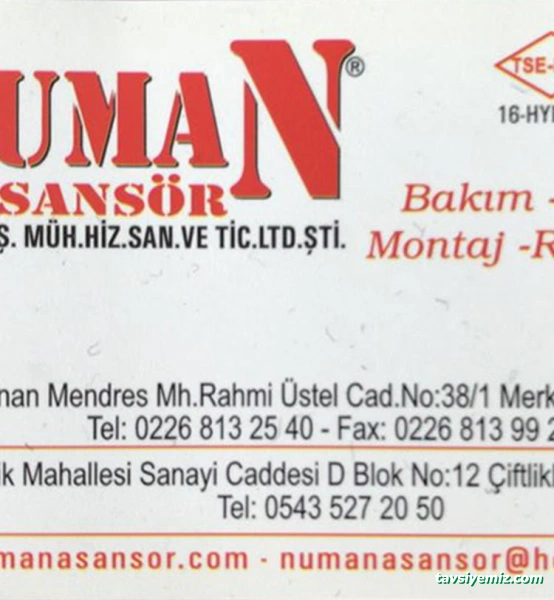 UMAN®
SANSÖR
Ş. MÜH.HİZ.SAN.VE TİC.LTD.ŞTİ.
TSE-
16-HY
Bakım -
Montaj -R
nan Mendres Mh.Rahmi Üstel Cad.No:38/1 Merk
Tel: 0226 813 25 40 - Fax: 0226 813 99 2
ik Mahallesi Sanayi Caddesi D Blok No:12 Çiftlik
Tel: 0543 527 20 50
manasansor.com - numanasansor@h
tavsiyemiz.com